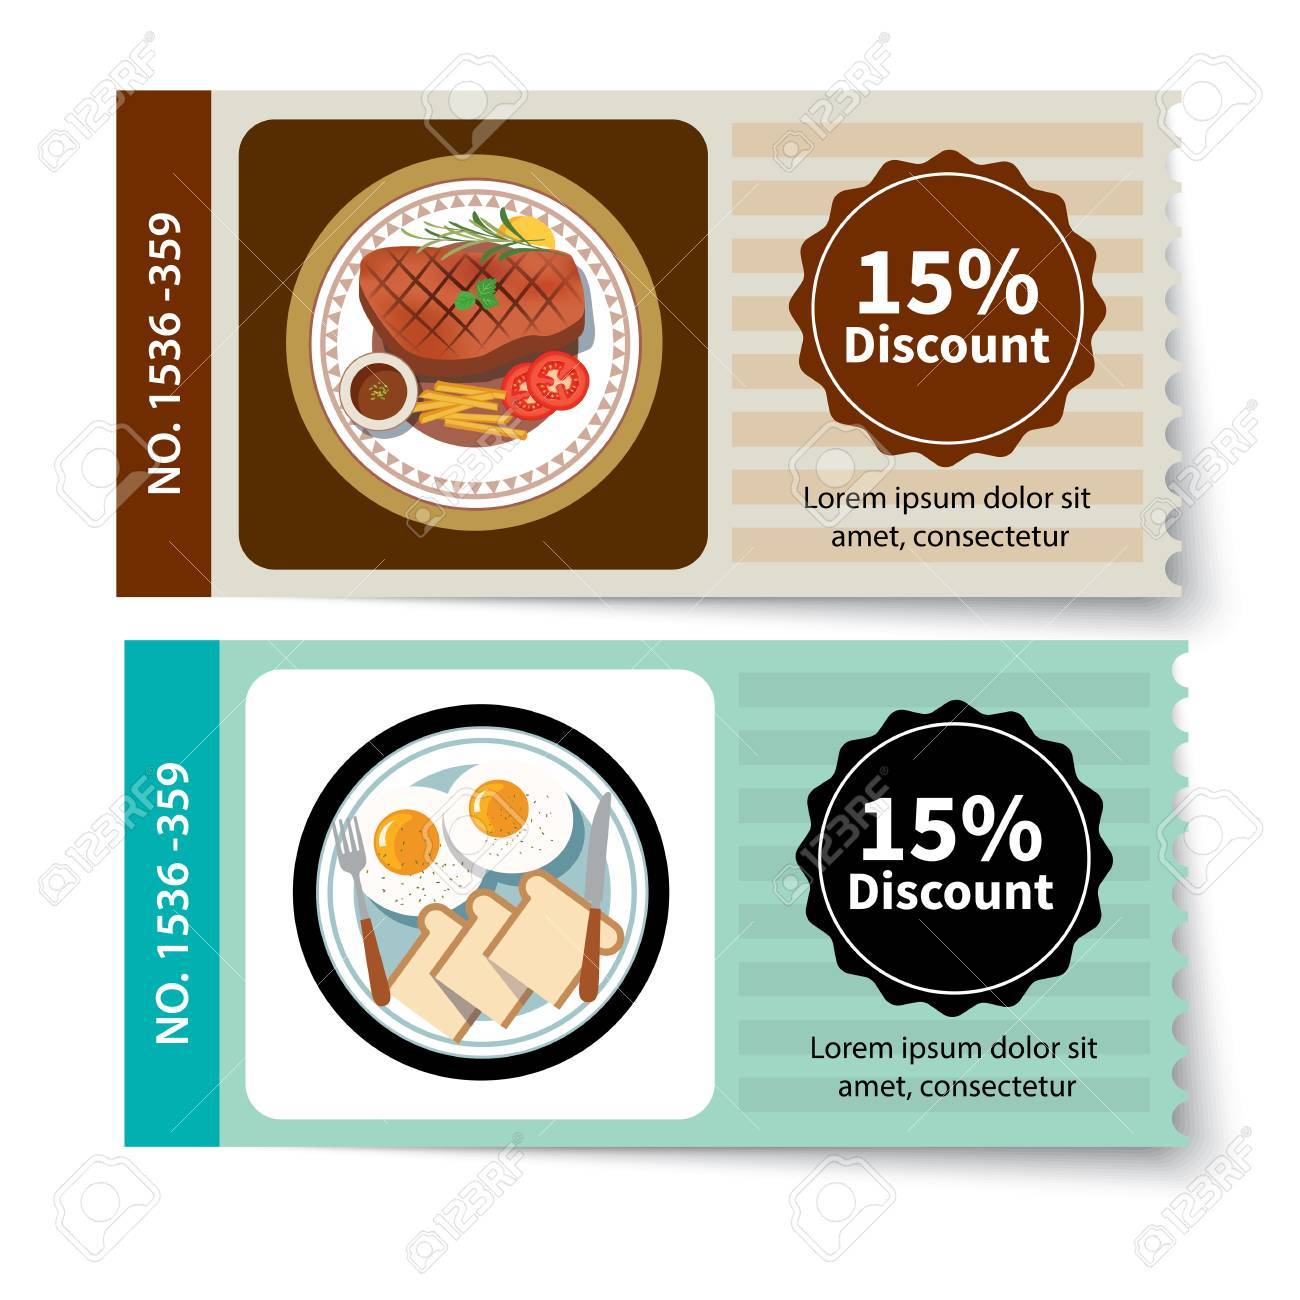 NO. 1536 -359
15%
Discount
Lorem ipsum dolor sit
amet, consectetur
NO. 1536 -359
15%
Discount
Lorem ipsum dolor sit
amet, consectetur
123RF